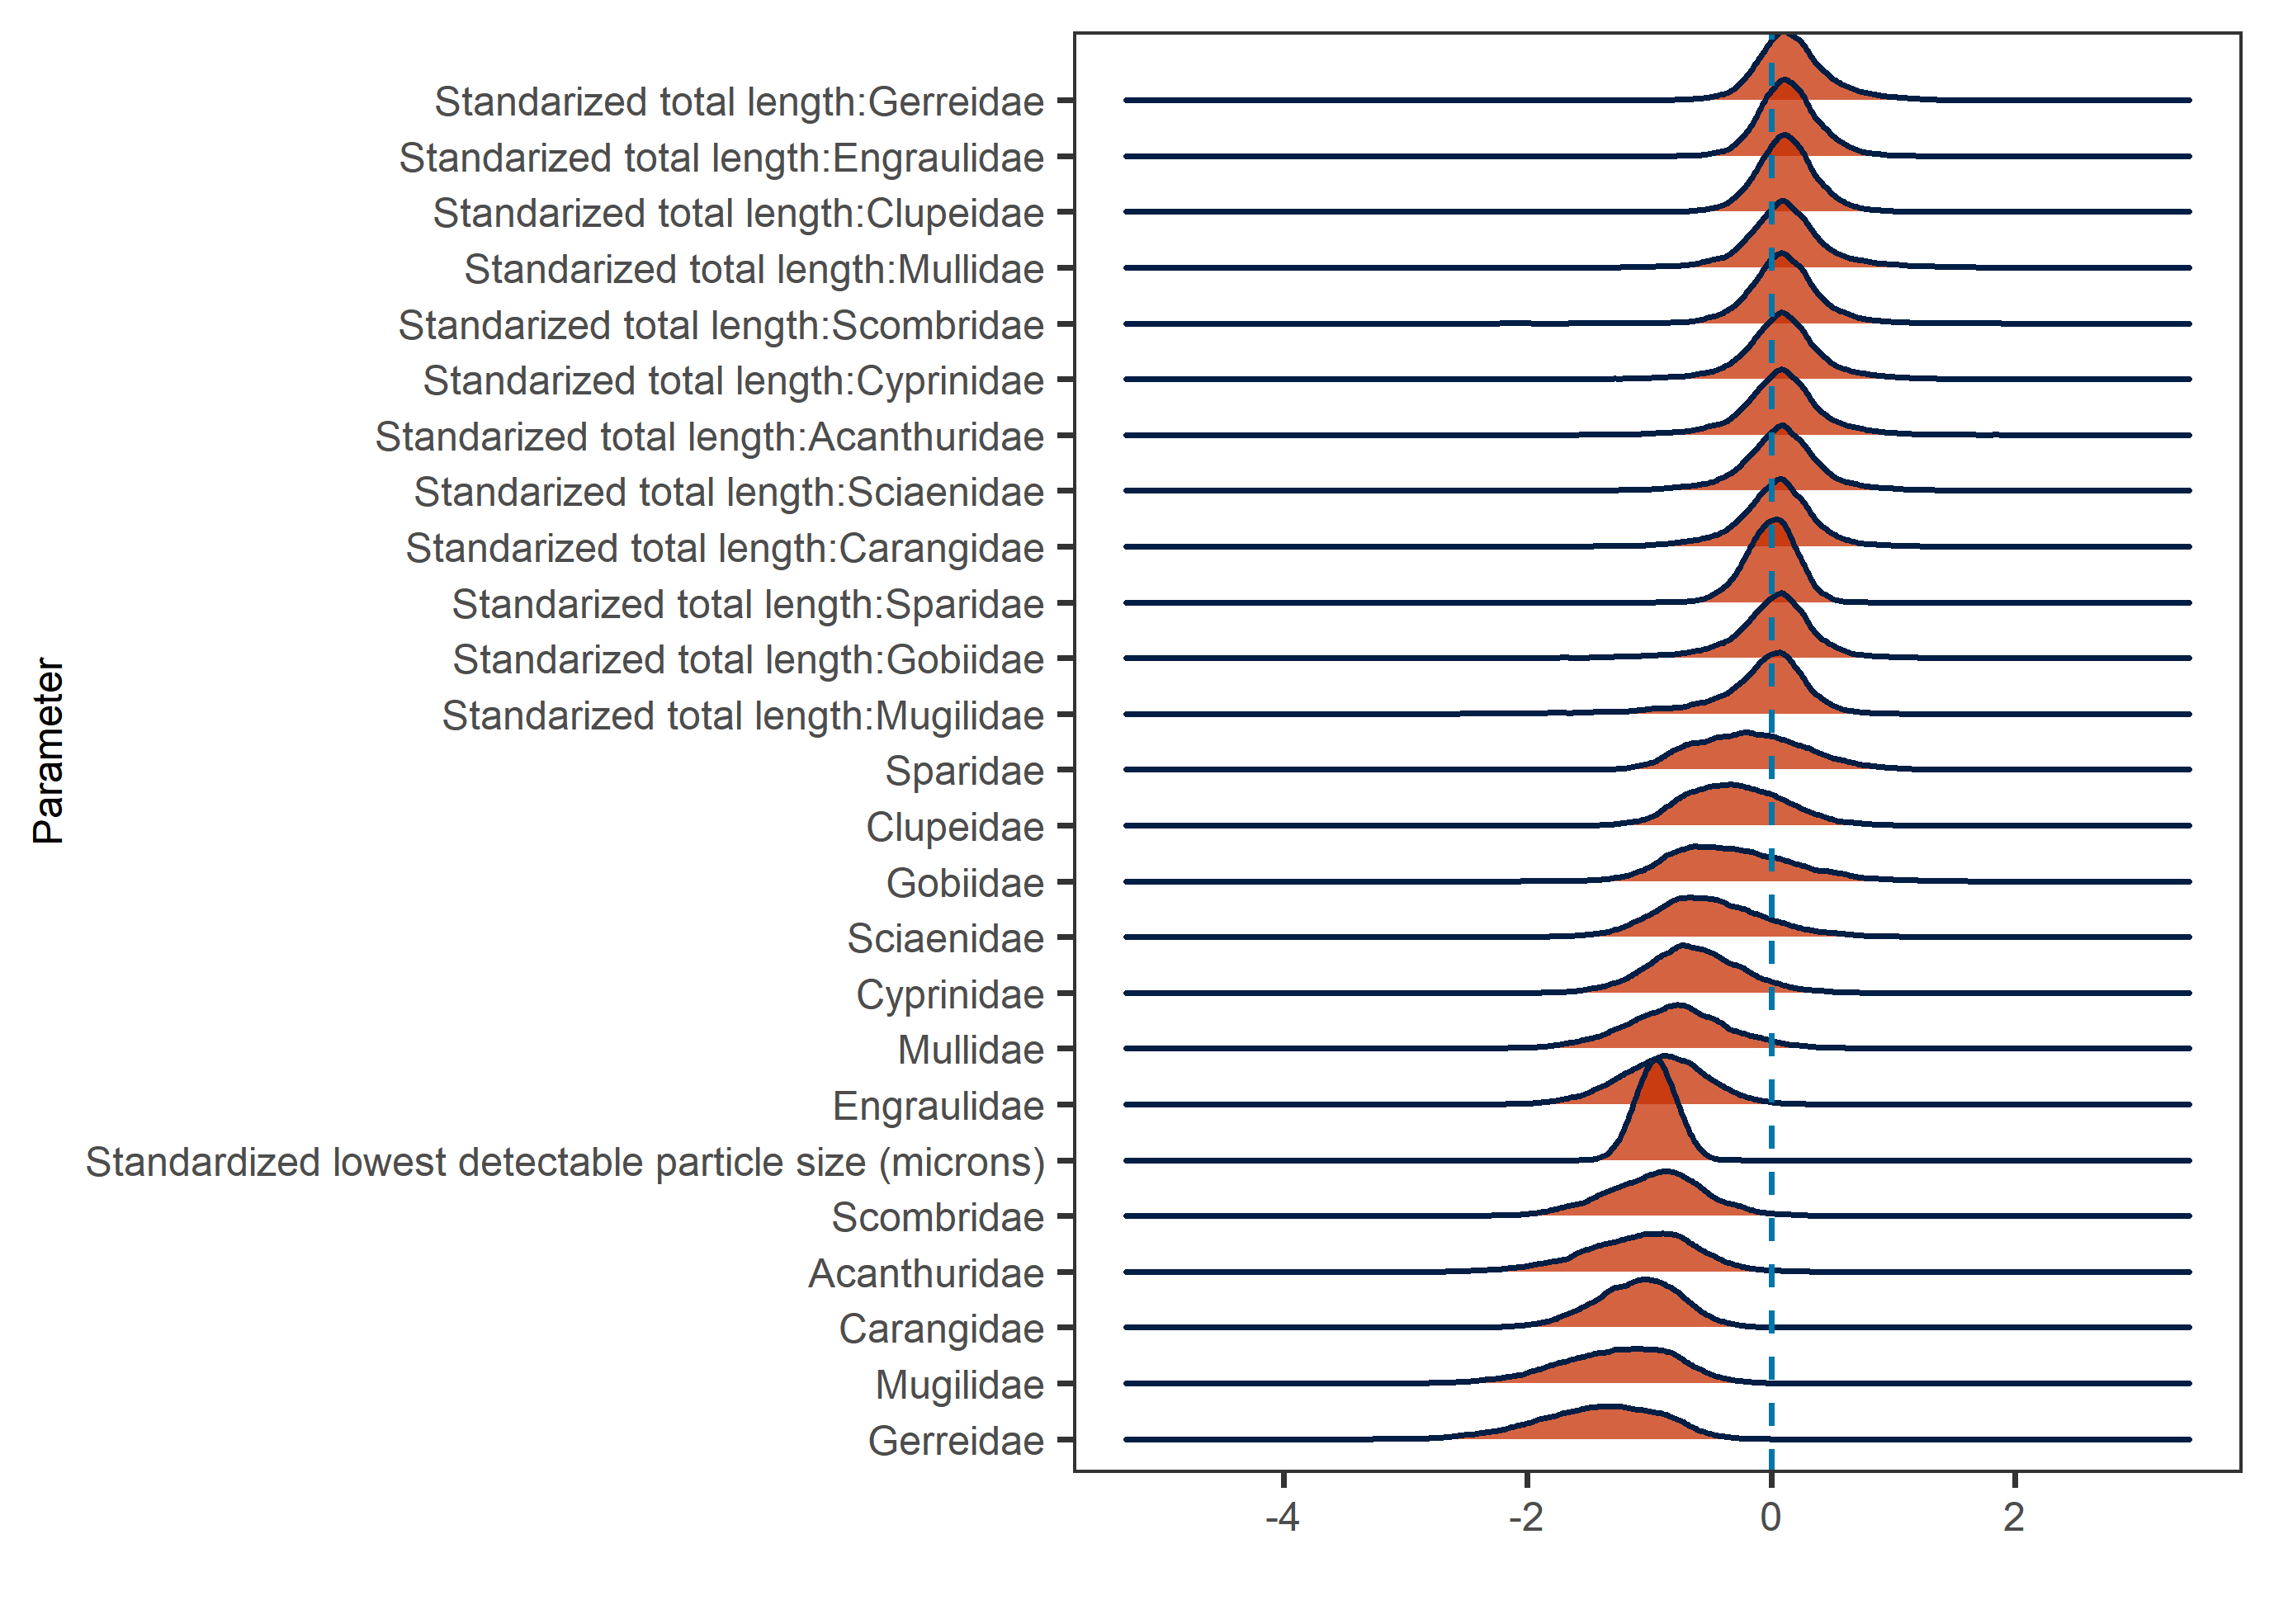 Standarized total length:Gerreidae
Standarized total length:Engraulidae
Standarized total length:Clupeidae
Standarized total length:Mullidae
Standarized total length:Scombridae
Standarized total length:Cyprinidae
Standarized total length:Acanthuridae
Standarized total length:Sciaenidae
Standarized total length:Carangidae
Standarized total length:Sparidae
Standarized total length:Gobiidae
Standarized total length:Mugilidae
Sparidae
Clupeidae
Gobiidae
Sciaenidae
Cyprinidae
Mullidae
Engraulidae
Standardized lowest detectable particle size (microns)
Scombridae
Acanthuridae
Carangidae
Mugilidae
Gerreidae
Parameter
-4 -2 0 2